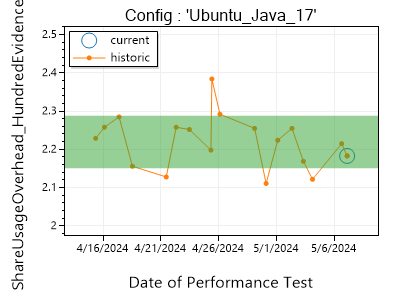 Config : 'Ubuntu_Java_17'
ShareUsageOverhead_HundredEvidence
current
historic
2.5
2.4
2.3
2.2
2.1
2
4/16/2024 4/21/2024 4/26/2024 5/1/2024 5/6/2024
Date of Performance Test